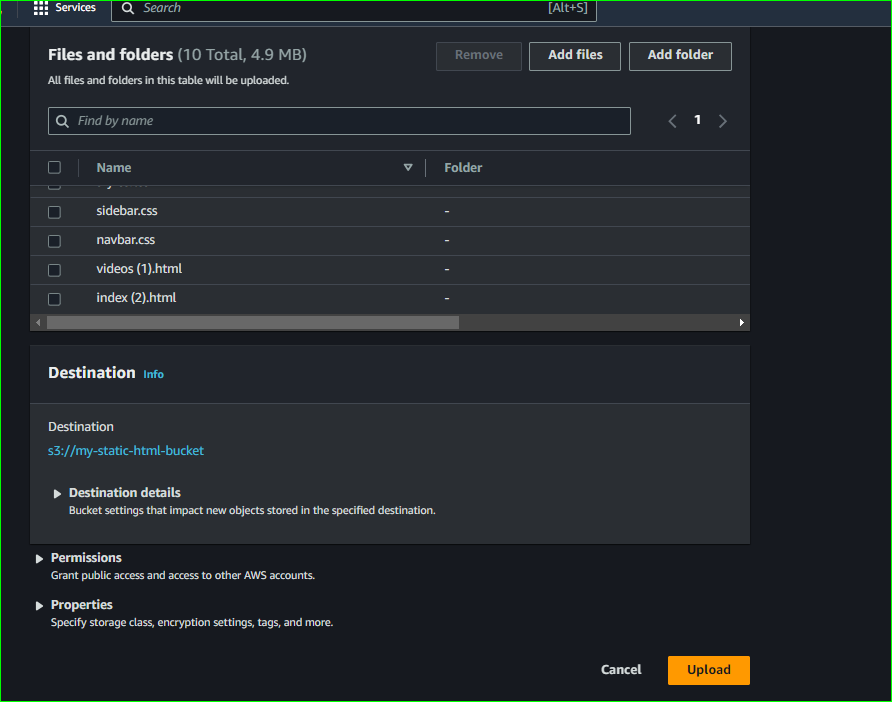 Services
Search [Alt+S]
Files and folders (10 Total, 4.9 MB)
Remove Add files Add folder
All files and folders in this table will be uploaded.
Find by name
1
Name Folder
sidebar.css -
navbar.css -
videos (1).html -
index (2).html -
Destination Info
Destination
s3://my-static-html-bucket
Destination details
Bucket settings that impact new objects stored in the specified destination.
Permissions
Grant public access and access to other AWS accounts.
Properties
Specify storage class, encryption settings, tags, and more.
Cancel Upload